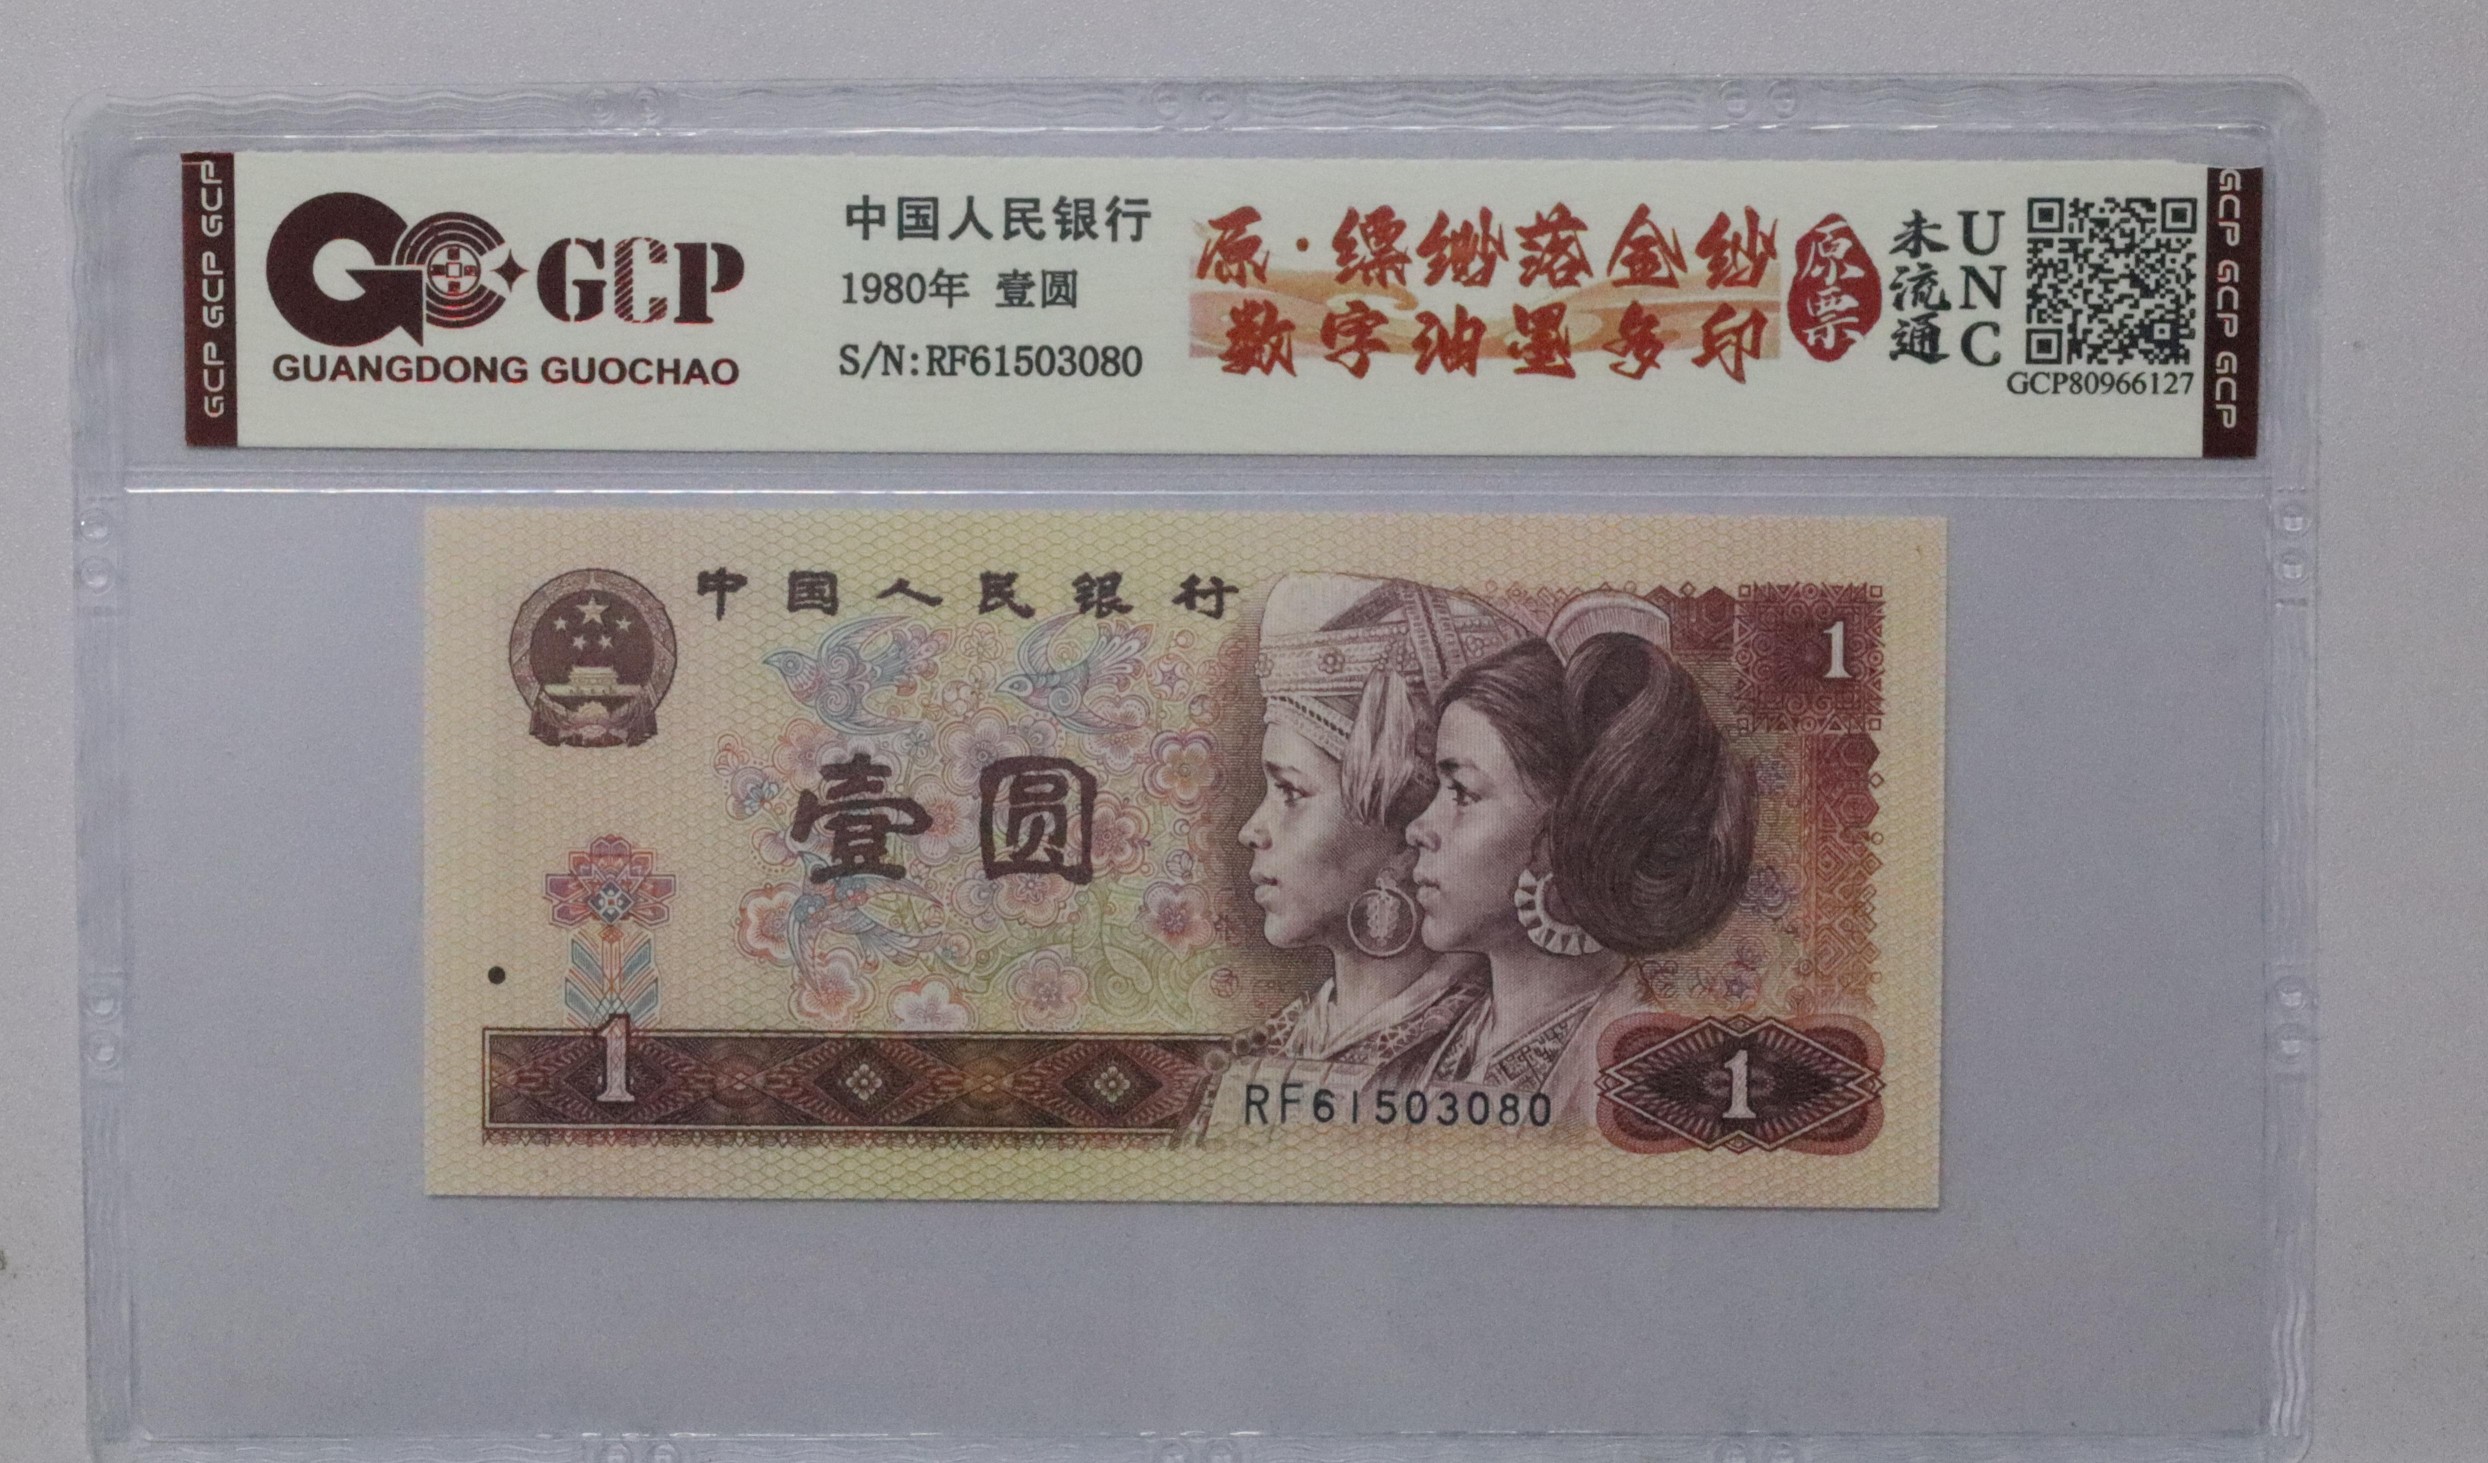 GCP GCP GCP
GCP
GUANGDONG GUOCHAO
中国人民银行
1980年 壹圆
S/N:RF61503080
原·缥缈落金纱
数字油墨多印
原票
未流通
UNC
GCP80966127
GCP GCP GCP
中国人民银行
1
壹圆
1
RF61503080
1